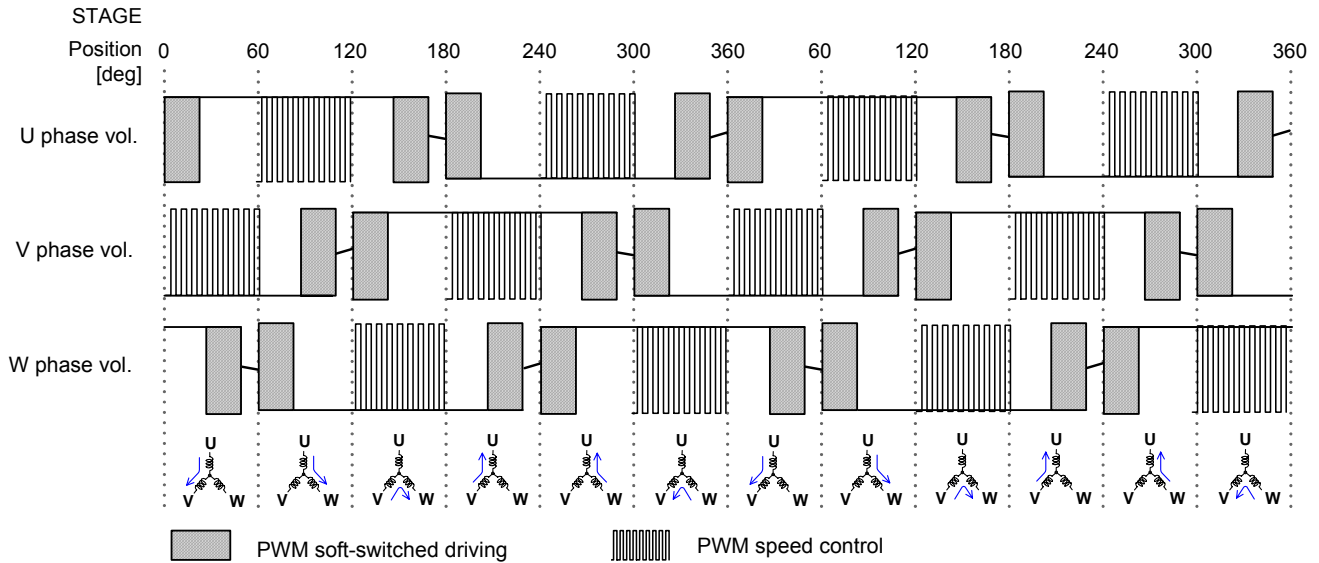 STAGE
Position [deg] 0 60 120 180 240 300 360 60 120 180 240 300 360
U phase vol.
V phase vol.
W phase vol.
U U U U U U U U U U U U
V W V W V W V W V W V W V W V W V W V W V W V W
PWM soft-switched driving PWM speed control